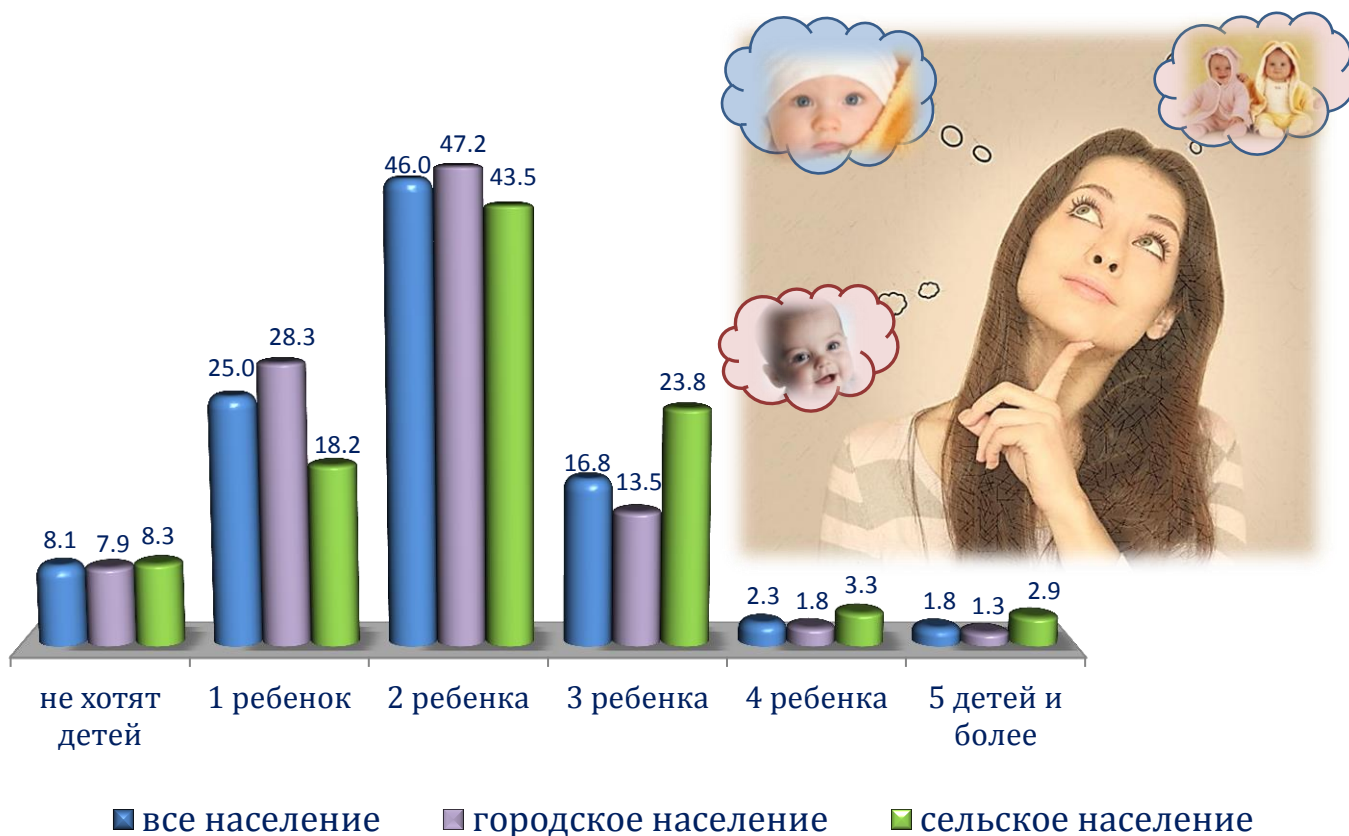 8.1 7.9 8.3
25.0 28.3 18.2
46.0 47.2 43.5
16.8 13.5 23.8
2.3 1.8 3.3
1.8 1.3 2.9
не хотят
детей
1 ребенок
2 ребенка
3 ребенка
4 ребенка
5 детей и
более
все население
городское население
сельское население